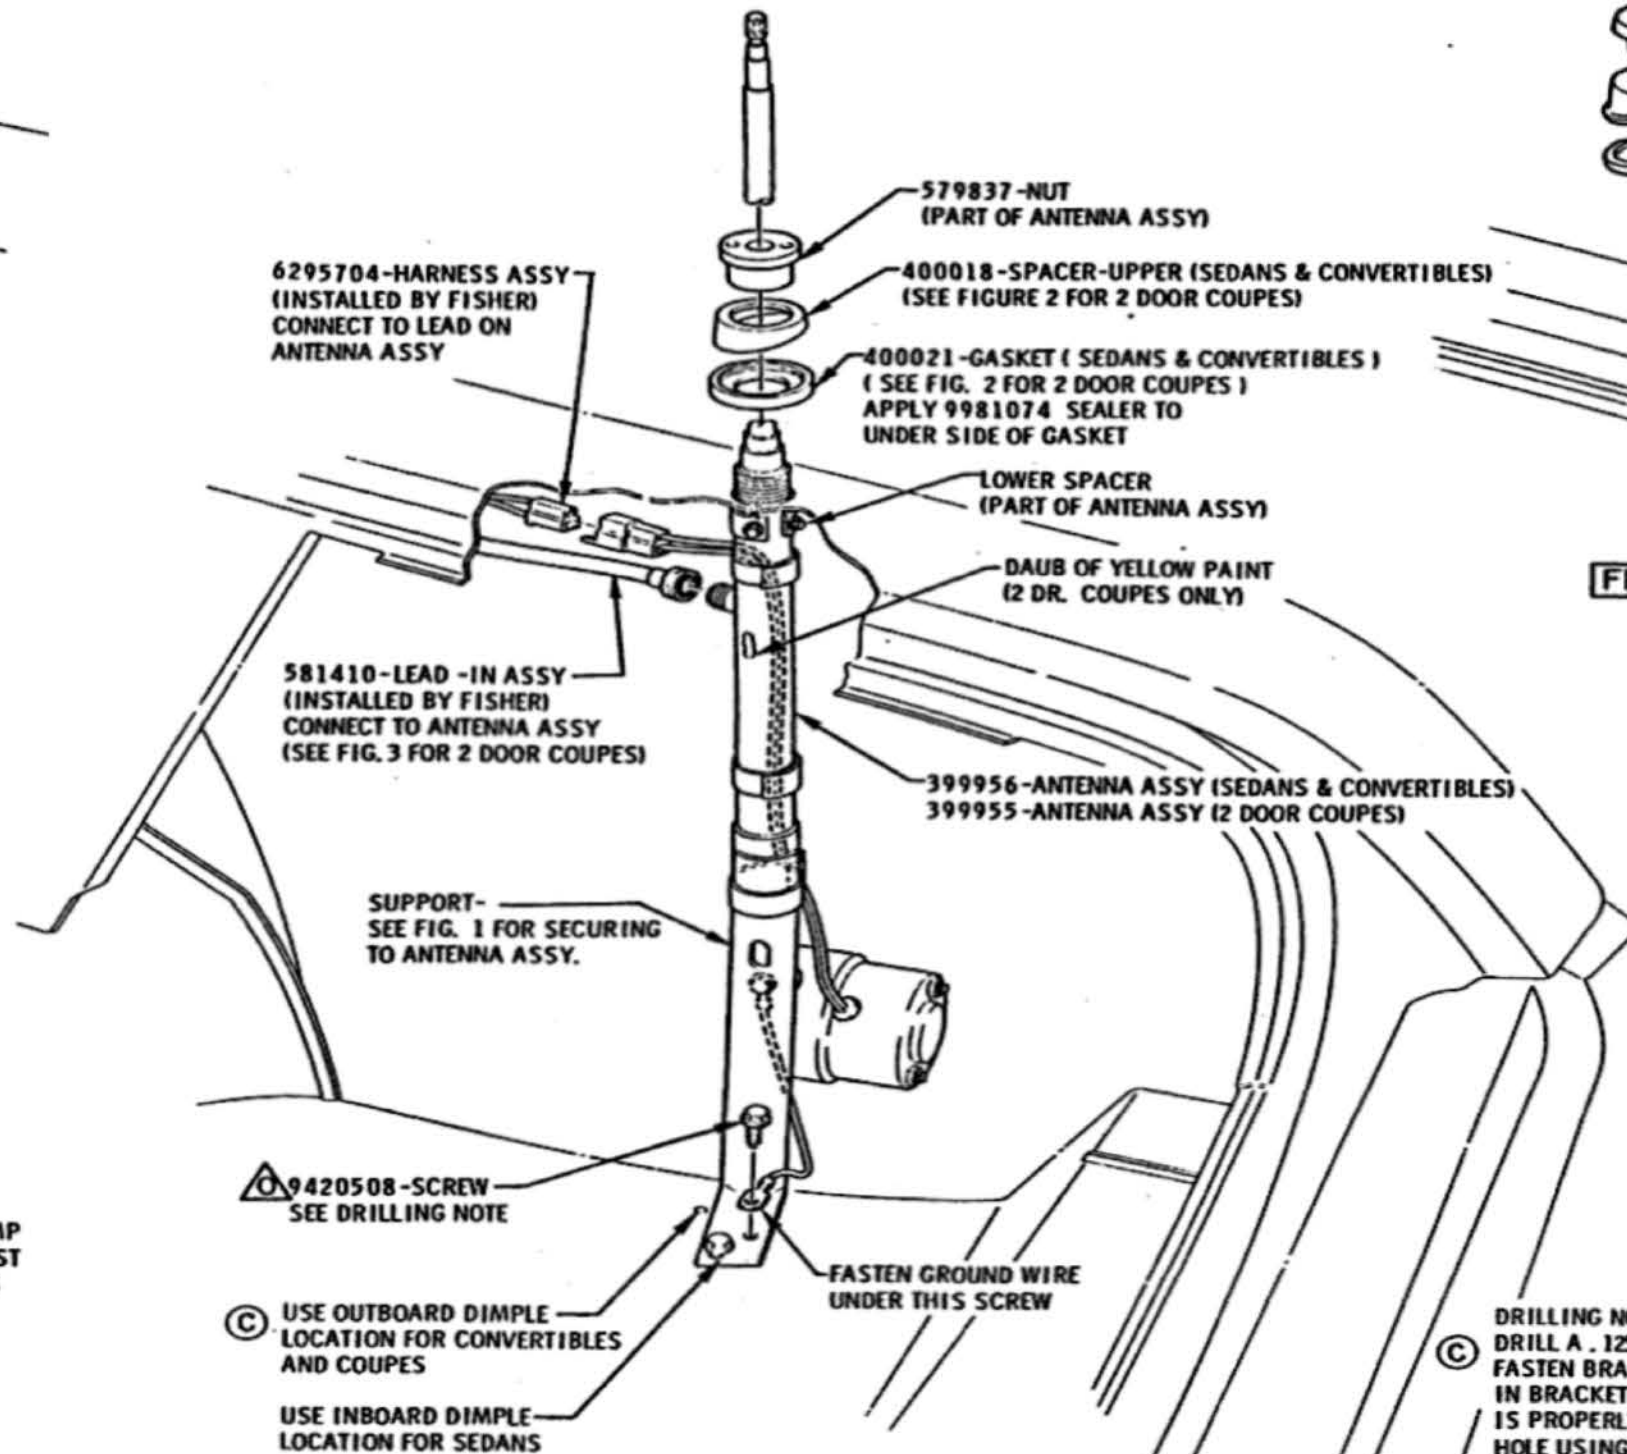 579837-NUT
(PART OF ANTENNA ASSY)
6295704-HARNESS ASSY
(INSTALLED BY FISHER)
CONNECT TO LEAD ON
ANTENNA ASSY
400018-SPACER-UPPER (SEDANS & CONVERTIBLES)
(SEE FIGURE 2 FOR 2 DOOR COUPES)
400021-GASKET ( SEDANS & CONVERTIBLES )
( SEE FIG. 2 FOR 2 DOOR COUPES )
APPLY 9981074 SEALER TO
UNDER SIDE OF GASKET
LOWER SPACER
(PART OF ANTENNA ASSY)
DAUB OF YELLOW PAINT
(2 DR. COUPES ONLY)
581410-LEAD -IN ASSY
(INSTALLED BY FISHER)
CONNECT TO ANTENNA ASSY
(SEE FIG. 3 FOR 2 DOOR COUPES)
399956-ANTENNA ASSY (SEDANS & CONVERTIBLES)
399955-ANTENNA ASSY (2 DOOR COUPES)
SUPPORT-
SEE FIG. 1 FOR SECURING
TO ANTENNA ASSY.
O 9420508-SCREW
SEE DRILLING NOTE
FASTEN GROUND WIRE
UNDER THIS SCREW
C USE OUTBOARD DIMPLE
LOCATION FOR CONVERTIBLES
AND COUPES
USE INBOARD DIMPLE
LOCATION FOR SEDANS
DRILLING
C DRILL A .12
FASTEN
IN BRACKET
IS
HOLE USING